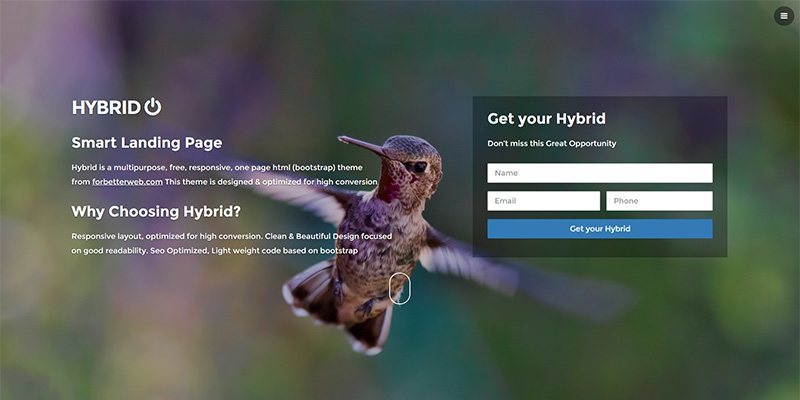 HYBRID
Smart Landing Page
Hybrid is a multipurpose, free, responsive, one page html (bootstrap) theme
from forbetterweb.com This theme is designed & optimized for high conversion
Why Choosing Hybrid?
Responsive layout, optimized for high conversion. Clean & Beautiful Design focused
on good readability. Seo Optimized, Light weight code based on bootstrap
Get your Hybrid
Don't miss this Great Opportunity
Name
Email Phone
Get your Hybrid